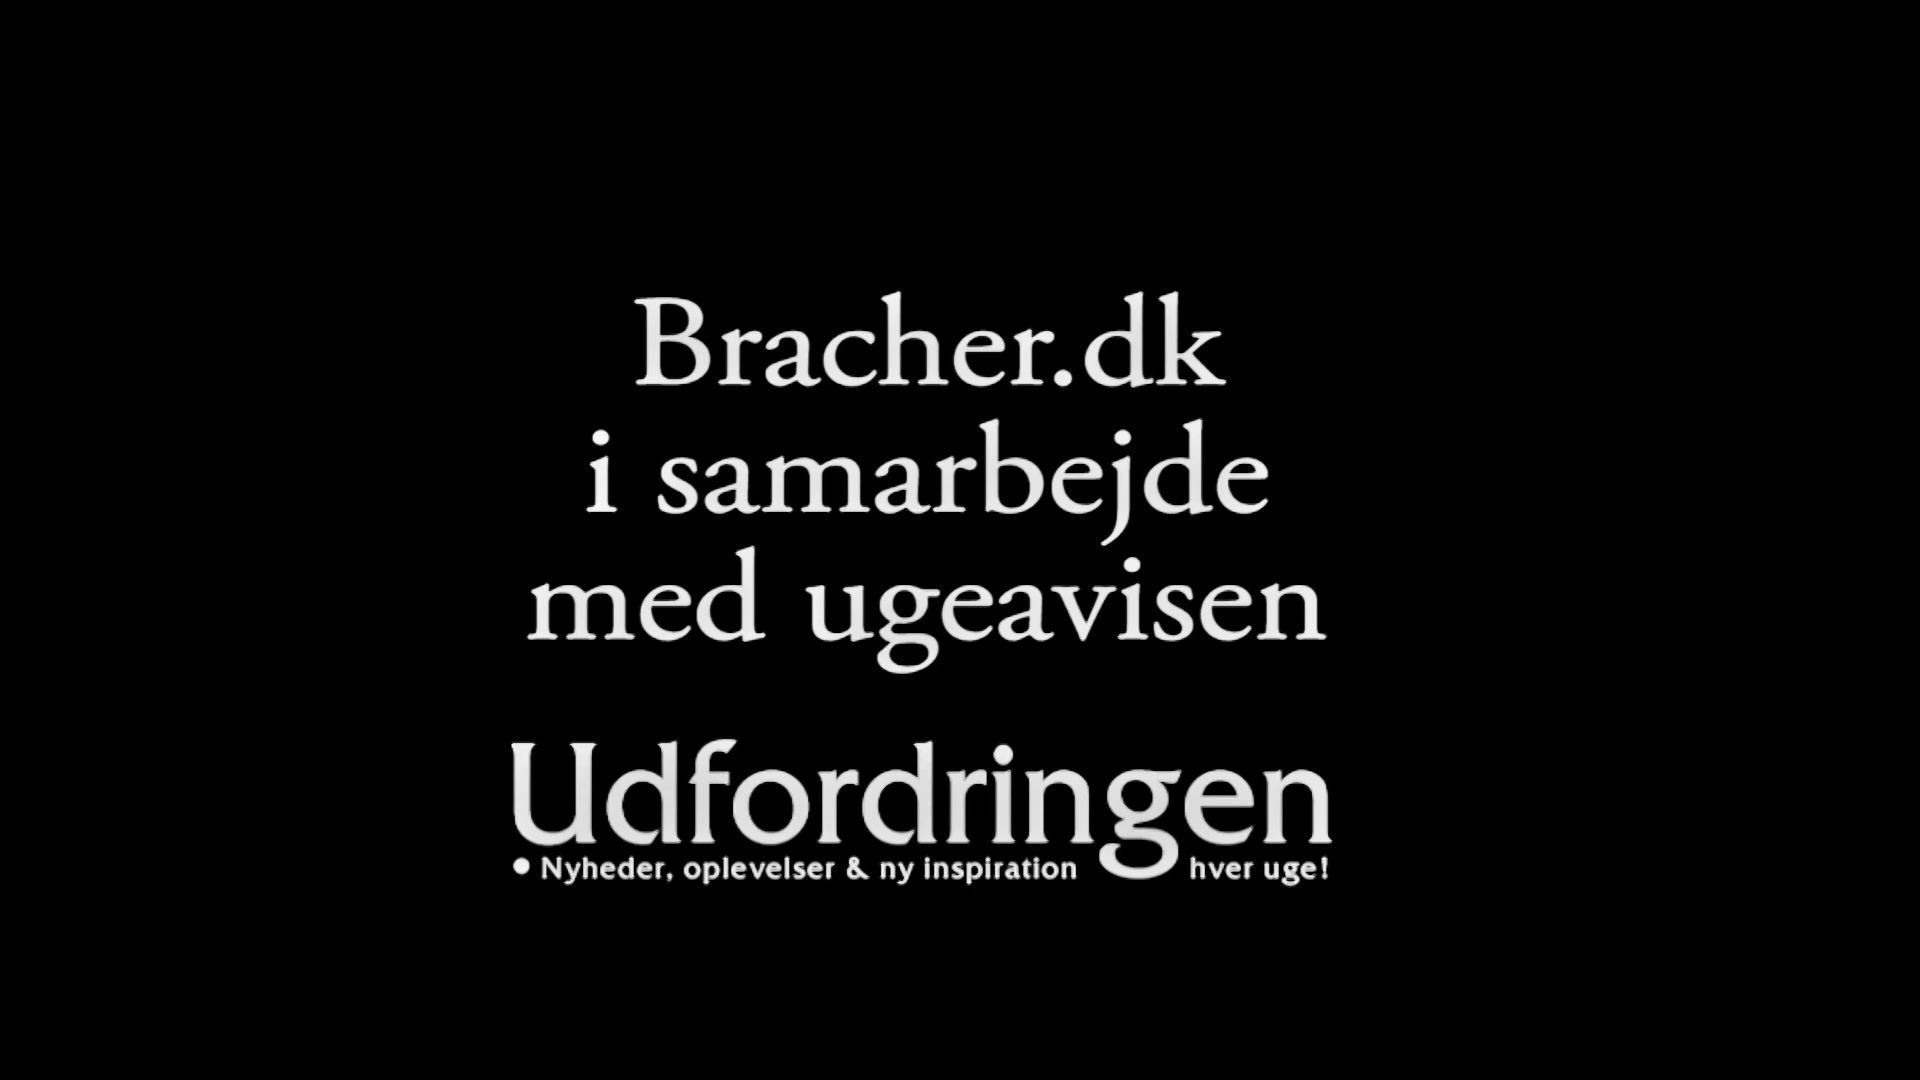 Bracher.dk
i samarbejde
med ugeavisen
Udfordringen
• Nyheder, oplevelser & ny inspiration hver uge!